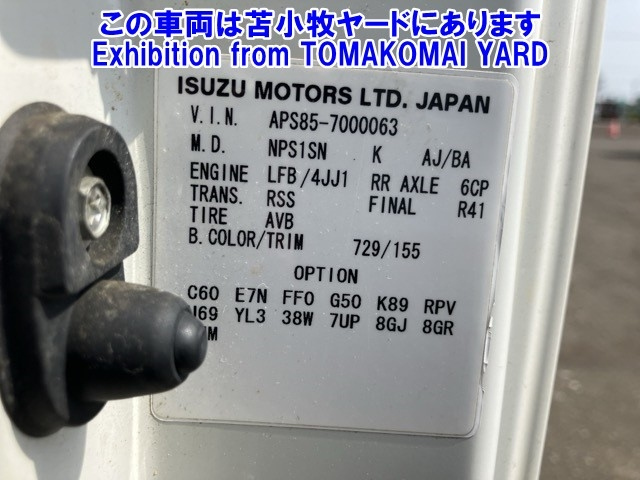 この車両は苫小牧ヤードにあります
Exhibition from TOMAKOMAI YARD
ISUZU MOTORS LTD. JAPAN
V.I.N. APS85-7000063
M.D. NPS1SN K AJ/BA
ENGINE LFB/4JJ1 RR AXLE 6CP
TRANS. RSS FINAL R41
TIRE AVB
B.COLOR/TRIM 729/155
OPTION
C60 E7N FF0 G50 K89 RPV
YL3 38W 7UP 8GJ 8GR